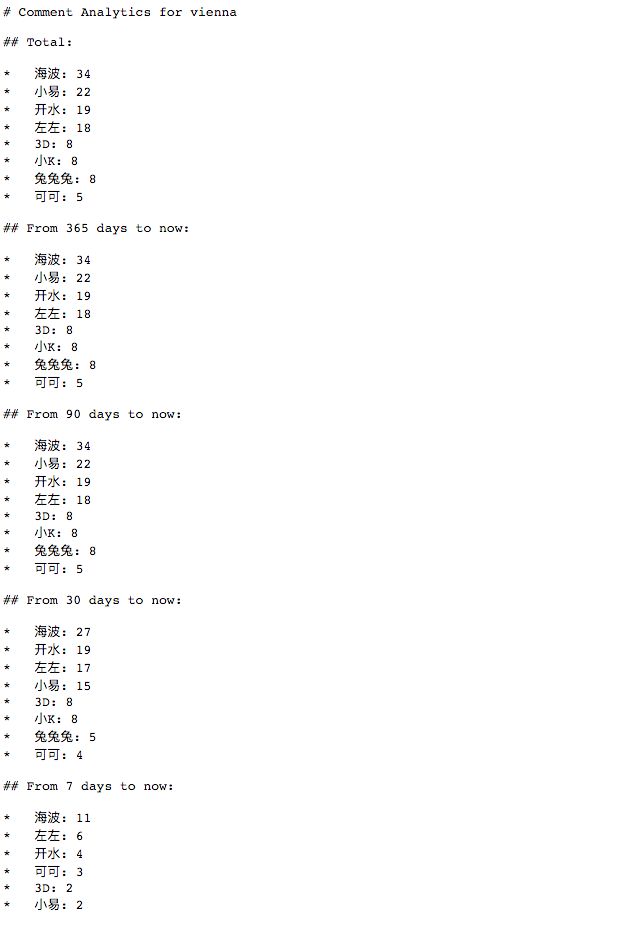 # Comment Analytics for vienna
## Total:
* 海波: 34
* 小易: 22
* 开水: 19
* 左左: 18
* 3D: 8
* 小K: 8
* 兔兔兔: 8
* 可可: 5
## From 365 days to now:
* 海波: 34
* 小易: 22
* 开水: 19
* 左左: 18
* 3D: 8
* 小K: 8
* 兔兔兔: 8
* 可可: 5
## From 90 days to now:
* 海波: 34
* 小易: 22
* 开水: 19
* 左左: 18
* 3D: 8
* 小K: 8
* 兔兔兔: 8
* 可可: 5
## From 30 days to now:
* 海波: 27
* 开水: 19
* 左左: 17
* 小易: 15
* 3D: 8
* 小K: 8
* 兔兔兔: 5
* 可可: 4
## From 7 days to now:
* 海波: 11
* 左左: 6
* 开水: 4
* 可可: 3
* 3D: 2
* 小易: 2